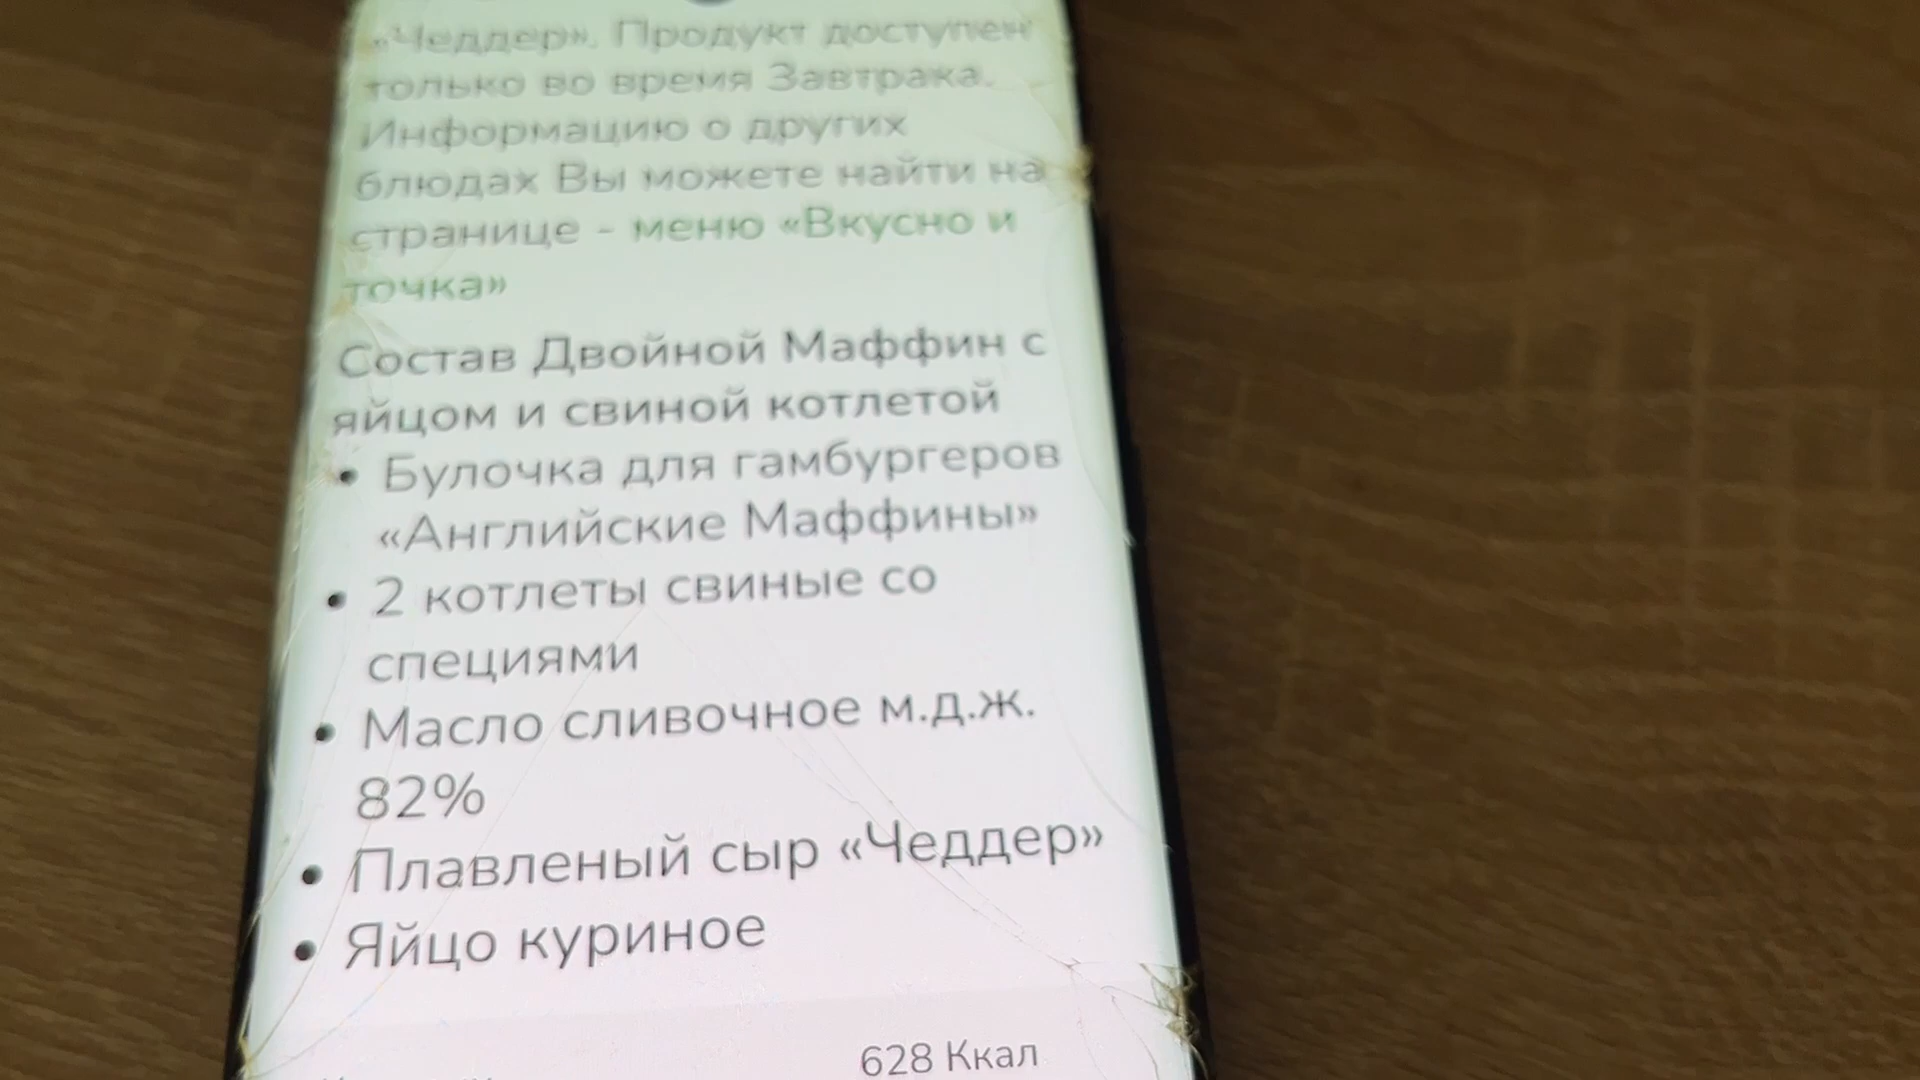 «Чеддер». Продукт доступен
только во время Завтрака.
Информацию о других
блюдах Вы можете найти на
странице - меню «Вкусно и
точка»
Состав Двойной Маффин с
яйцом и свиной котлетой
• Булочка для гамбургеров
«Английские Маффины»
• 2 котлеты свиные со
специями
• Масло сливочное м.д.ж.
82%
• Плавленый сыр «Чеддер»
• Яйцо куриное
628 Ккал